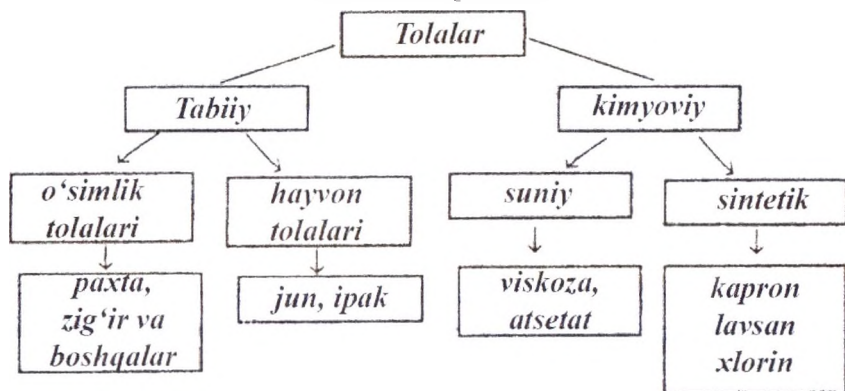 Tolalar
Tabiiy
kimyoviy
o‘simlik
tolalari
hayvon
tolalari
suniy
sintetik
paxta,
zig‘ir va
boshqalar
jun, ipak
viskoza,
atsetat
kapron
lavsan
xlorin